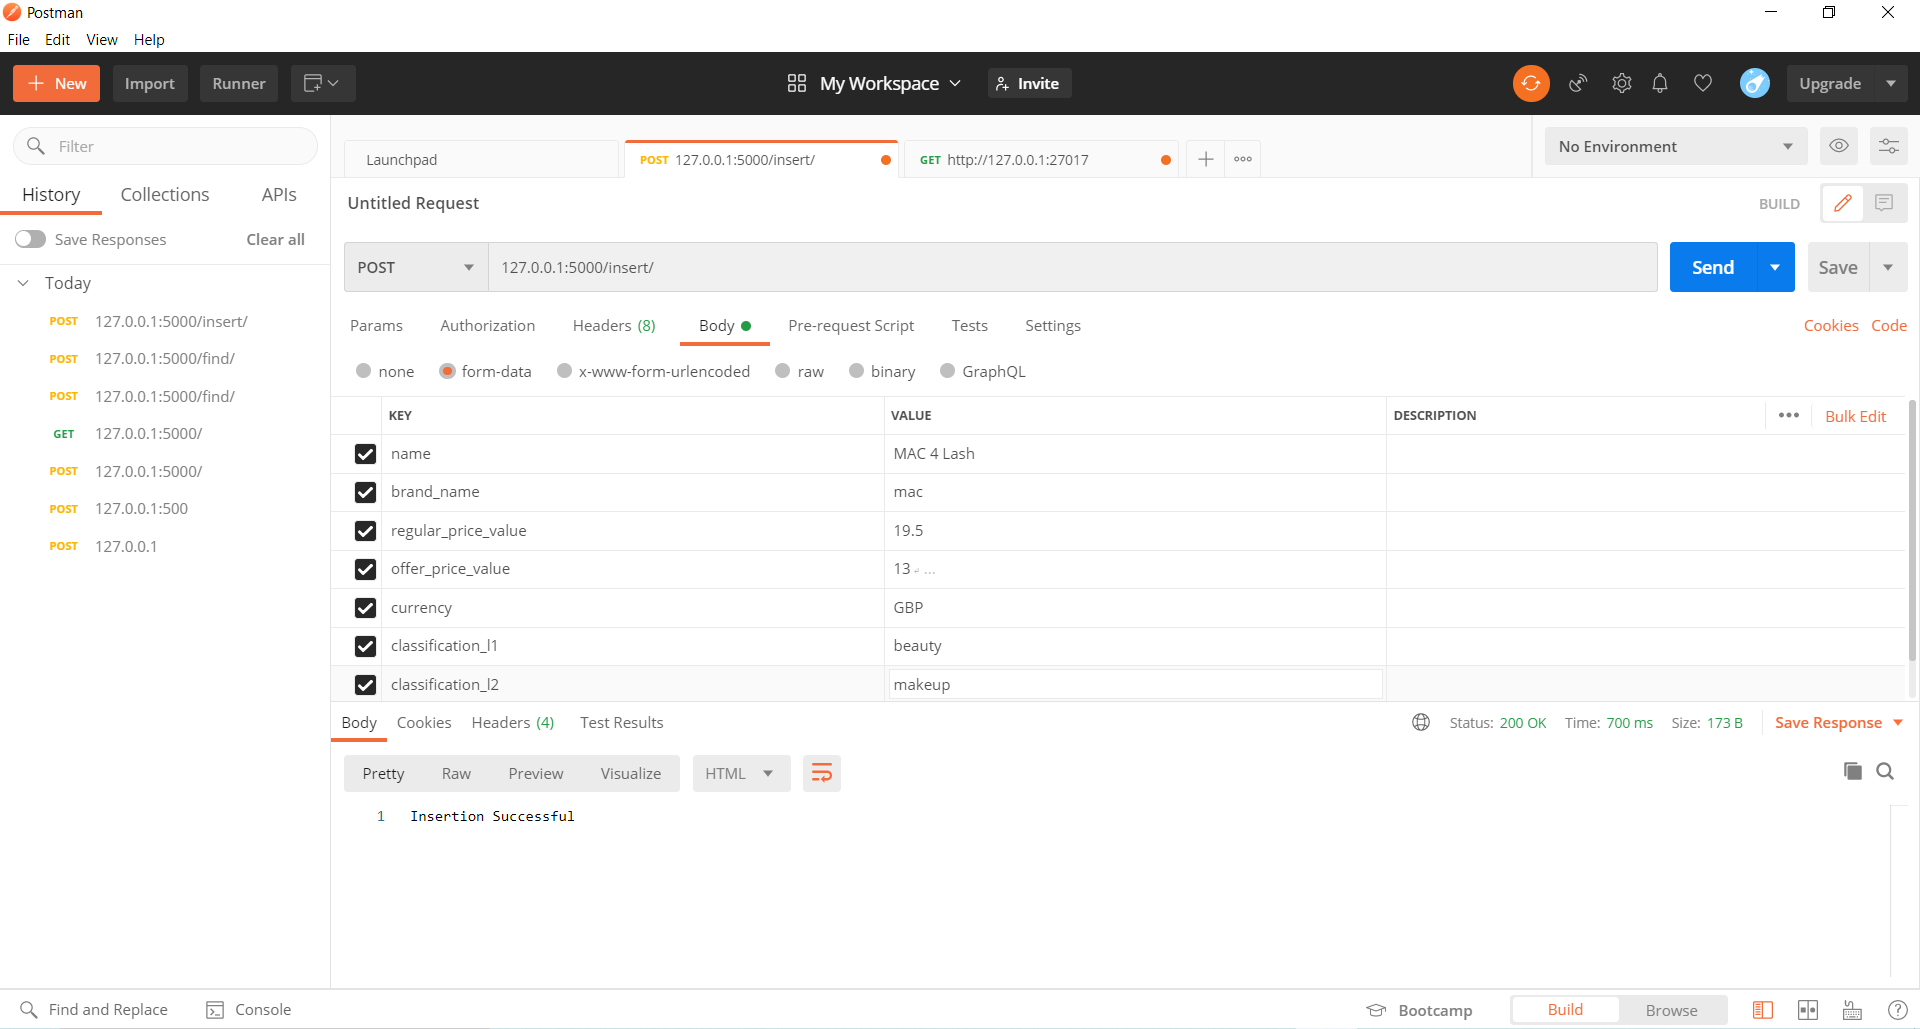 Postman
File Edit View Help
New Import Runner My Workspace Invite Upgrade
Filter
History Collections APIs
Save Responses Clear all
Today
POST 127.0.0.1:5000/insert/
POST 127.0.0.1:5000/find/
POST 127.0.0.1:5000/find/
GET 127.0.0.1:5000/
POST 127.0.0.1:5000/
POST 127.0.0.1:500
POST 127.0.0.1
Launchpad POST 127.0.0.1:5000/insert/ GET http://127.0.0.1:27017 No Environment
Untitled Request BUILD
POST 127.0.0.1:5000/insert/ Send Save
Params Authorization Headers (8) Body Pre-request Script Tests Settings Cookies Code
none form-data x-www-form-urlencoded raw binary GraphQL
KEY VALUE DESCRIPTION ••• Bulk Edit
name MAC 4 Lash
brand_name mac
regular_price_value 19.5
offer_price_value 13 ↲ ...
currency GBP
classification_l1 beauty
classification_l2 makeup
Body Cookies Headers (4) Test Results Status: 200 OK Time: 700 ms Size: 173 B Save Response
Pretty Raw Preview Visualize HTML
1 Insertion Successful
Find and Replace Console Bootcamp Build Browse